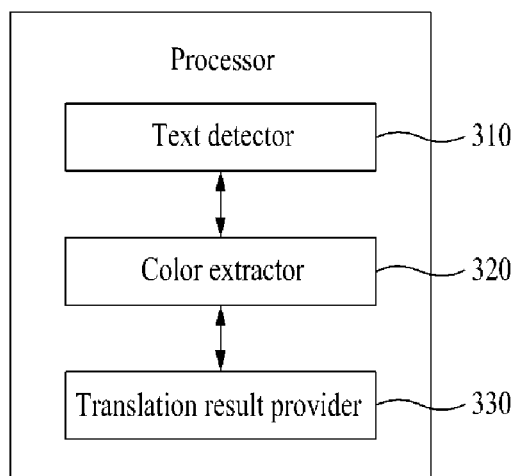 Processor
Text detector 310
Color extractor 320
Translation result provider 330